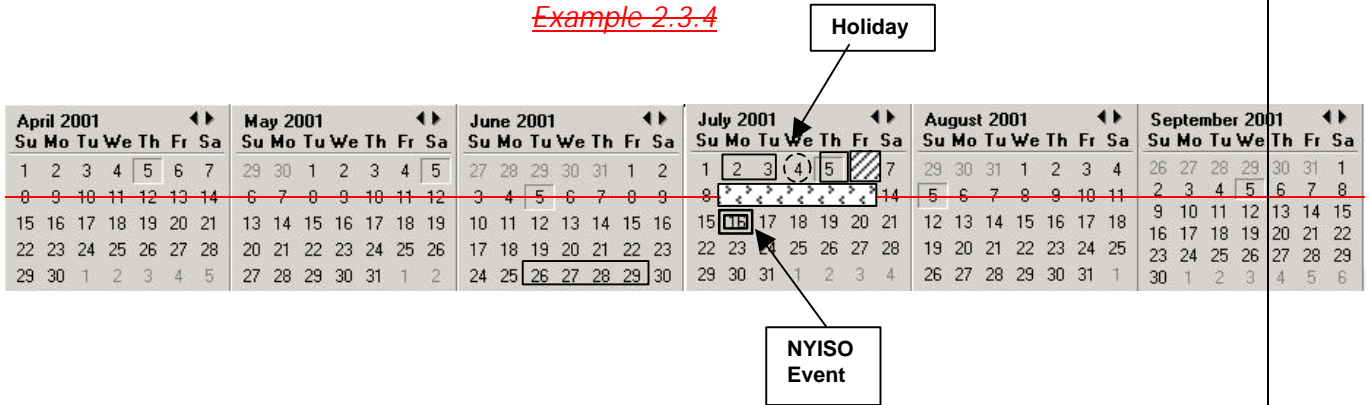 Example 2.3.4
Holiday
April 2001
Su Mo Tu We Th Fr Sa
1 2 3 4 5 6 7
8 9 10 11 12 13 14
15 16 17 18 19 20 21
22 23 24 25 26 27 28
29 30 1 2 3 4 5
May 2001
Su Mo Tu We Th Fr Sa
29 30 1 2 3 4 5
6 7 8 9 10 11 12
13 14 15 16 17 18 19
20 21 22 23 24 25 26
27 28 29 30 31 1 2
June 2001
Su Mo Tu We Th Fr Sa
27 28 29 30 31 1 2
3 4 5 6 7 8 9
10 11 12 13 14 15 16
17 18 19 20 21 22 23
24 25 26 27 28 29 30
July 2001
Su Mo Tu We Th Fr Sa
1 2 3 4 5 7
8 14
15 16 17 18 19 20 21
22 23 24 25 26 27 28
29 30 31 1 2 3 4
August 2001
Su Mo Tu We Th Fr Sa
29 30 31 1 2 3 4
5 6 7 8 9 10 11
12 13 14 15 16 17 18
19 20 21 22 23 24 25
26 27 28 29 30 31 1
September 2001
Su Mo Tu We Th Fr Sa
26 27 28 29 30 31 1
2 3 4 5 6 7 8
9 10 11 12 13 14 15
16 17 18 19 20 21 22
23 24 25 26 27 28 29
30 1 2 3 4 5 6
NYISO
Event